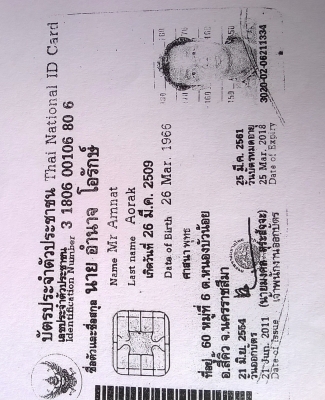 บัตรประจำตัวประชาชน Thai National ID Card
เลขประจำตัวประชาชน
Identification Number 3 1806 00106 80 6
ชื่อตัวและชื่อสกุล นาย อำนาจ โอรักษ์
Name Mr. Amnat
Last name Aorak
เกิดวันที่ 26 มี.ค. 2509
Date of Birth 26 Mar. 1966
ศาสนา พุทธ
ที่อยู่ 60 หมู่ที่ 6 ต.หนองบัวน้อย
อ.สีคิ้ว จ.นครราชสีมา
21 มิ.ย. 2554
วันออกบัตร
21 Jun. 2011
Date of Issue
เจ้าพนักงานออกบัตร
25 มี.ค. 2561
วันบัตรหมดอายุ
25 Mar. 2018
Date of Expiry
170
160
150
160
150
3020-02-06211334